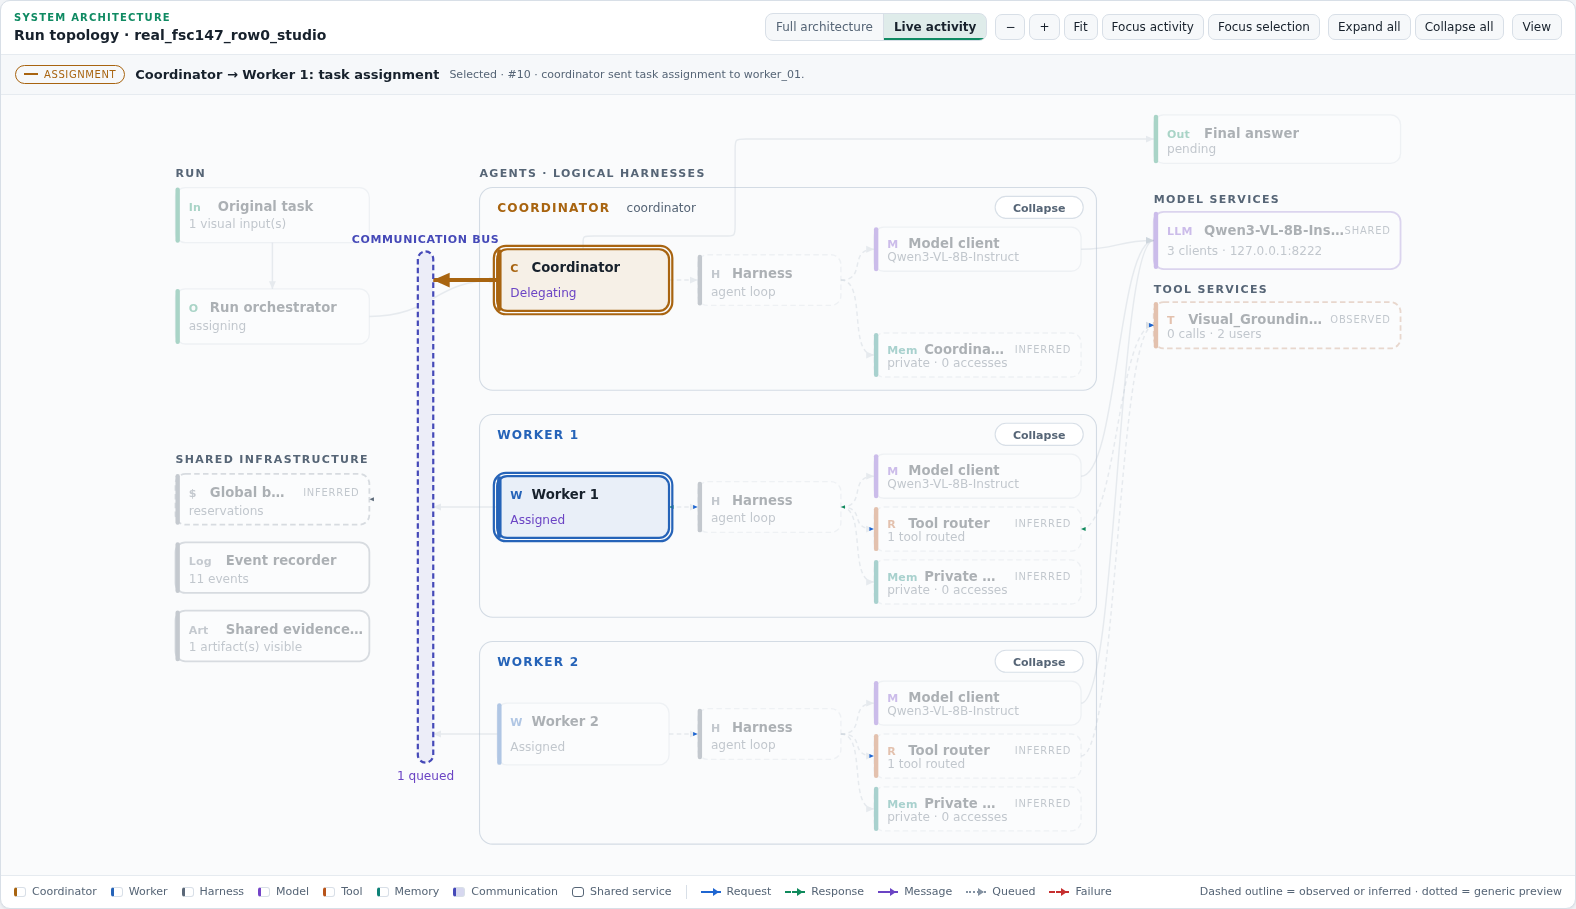 SYSTEM ARCHITECTURE
Run topology · real_fsc147_row0_studio
Full architecture
Live activity
−
+
Fit
Focus activity
Focus selection
Expand all
Collapse all
View
ASSIGNMENT
Coordinator → Worker 1: task assignment
Selected · #10 · coordinator sent task assignment to worker_01.
Out Final answer
pending
RUN
In Original task
1 visual input(s)
O Run orchestrator
assigning
COMMUNICATION BUS
1 queued
AGENTS · LOGICAL HARNESSES
COORDINATOR coordinator
Collapse
C Coordinator
Delegating
H Harness
agent loop
M Model client
Qwen3-VL-8B-Instruct
Mem Coordina… INFERRED
private · 0 accesses
MODEL SERVICES
LLM Qwen3-VL-8B-Ins… SHARED
3 clients · 127.0.0.1:8222
TOOL SERVICES
T Visual_Groundin… OBSERVED
0 calls · 2 users
WORKER 1
Collapse
W Worker 1
Assigned
H Harness
agent loop
M Model client
Qwen3-VL-8B-Instruct
R Tool router INFERRED
1 tool routed
Mem Private … INFERRED
private · 0 accesses
SHARED INFRASTRUCTURE
$ Global b… INFERRED
reservations
Log Event recorder
11 events
Art Shared evidence…
1 artifact(s) visible
WORKER 2
Collapse
W Worker 2
Assigned
H Harness
agent loop
M Model client
Qwen3-VL-8B-Instruct
R Tool router INFERRED
1 tool routed
Mem Private … INFERRED
private · 0 accesses
Coordinator
Worker
Harness
Model
Tool
Memory
Communication
Shared service
Request
Response
Message
Queued
Failure
Dashed outline = observed or inferred · dotted = generic preview